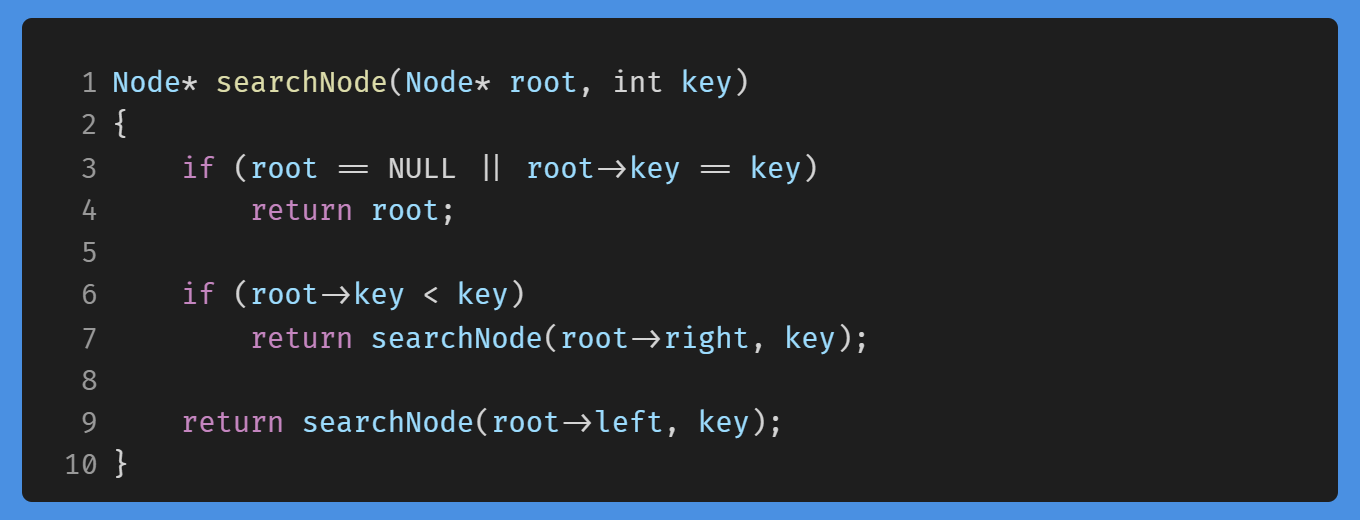 1 Node* searchNode(Node* root, int key)
2 {
3     if (root == NULL || root->key == key)
4         return root;
5
6     if (root->key < key)
7         return searchNode(root->right, key);
8
9     return searchNode(root->left, key);
10 }